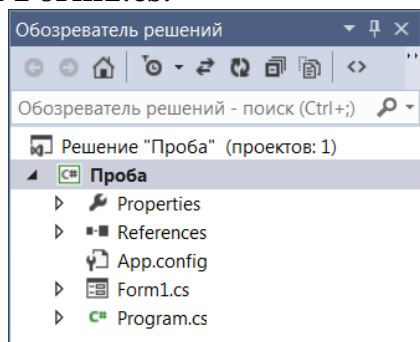 Обозреватель решений
Обозреватель решений - поиск (Ctrl+;)
Решение "Проба" (проектов: 1)
C# Проба
Properties
References
App.config
Form1.cs
C# Program.cs